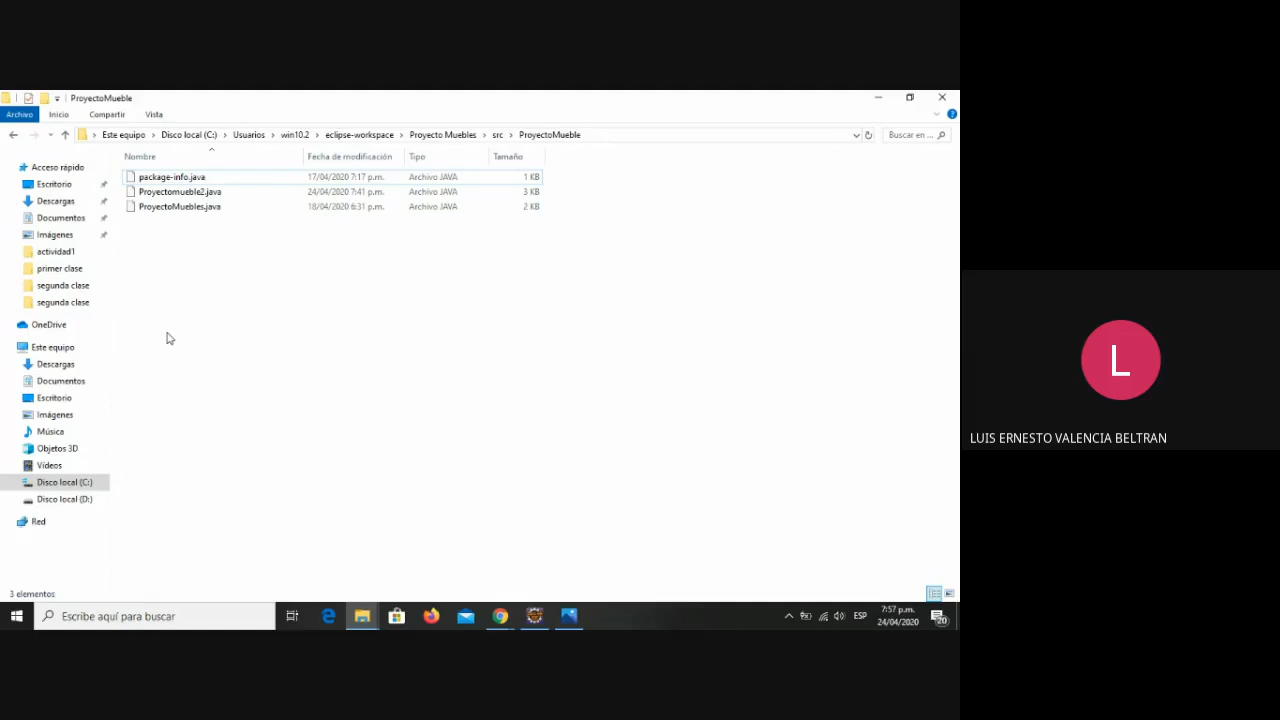 ProyectoMueble
Archivo Inicio Compartir Vista
Este equipo > Disco local (C:) > Usuarios > win10.2 > eclipse-workspace > Proyecto Muebles > src > ProyectoMueble
Buscar en ...
Nombre Fecha de modificación Tipo Tamaño
package-info.java 17/04/2020 7:17 p.m. Archivo JAVA 1 KB
Proyectomueble2.java 24/04/2020 7:41 p.m. Archivo JAVA 3 KB
ProyectoMuebles.java 18/04/2020 6:31 p.m. Archivo JAVA 2 KB
Acceso rápido
Escritorio
Descargas
Documentos
Imágenes
actividad1
primer clase
segunda clase
segunda clase
OneDrive
Este equipo
Descargas
Documentos
Escritorio
Imágenes
Música
Objetos 3D
Vídeos
Disco local (C:)
Disco local (D:)
Red
3 elementos
Escribe aquí para buscar
ESP
7:57 p.m.
24/04/2020
20
L
LUIS ERNESTO VALENCIA BELTRAN